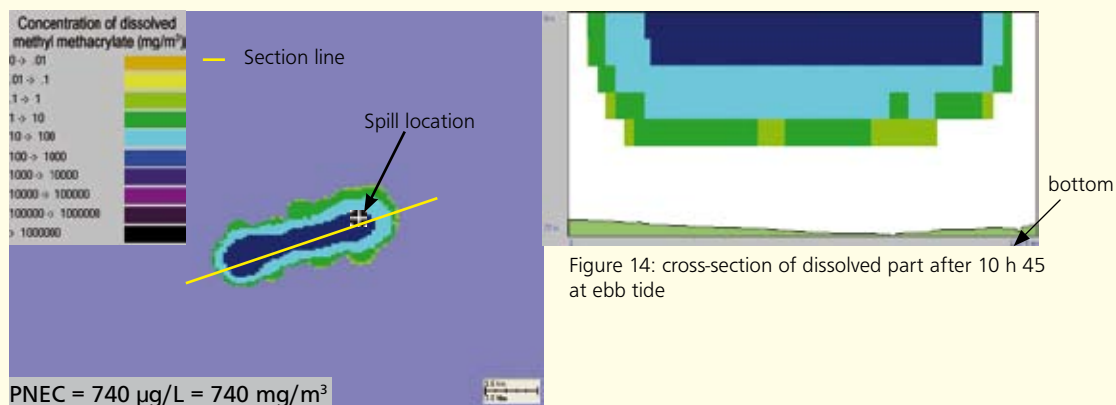 Concentration of dissolved
methyl methacrylate (mg/m³)
0 -> .01
.01 -> .1
.1 -> 1
1 -> 10
10 -> 100
100 -> 1000
1000 -> 10000
10000 -> 100000
100000 -> 1000000
> 1000000
Section line
Spill location
PNEC = 740 µg/L = 740 mg/m³
bottom
Figure 14: cross-section of dissolved part after 10 h 45
at ebb tide